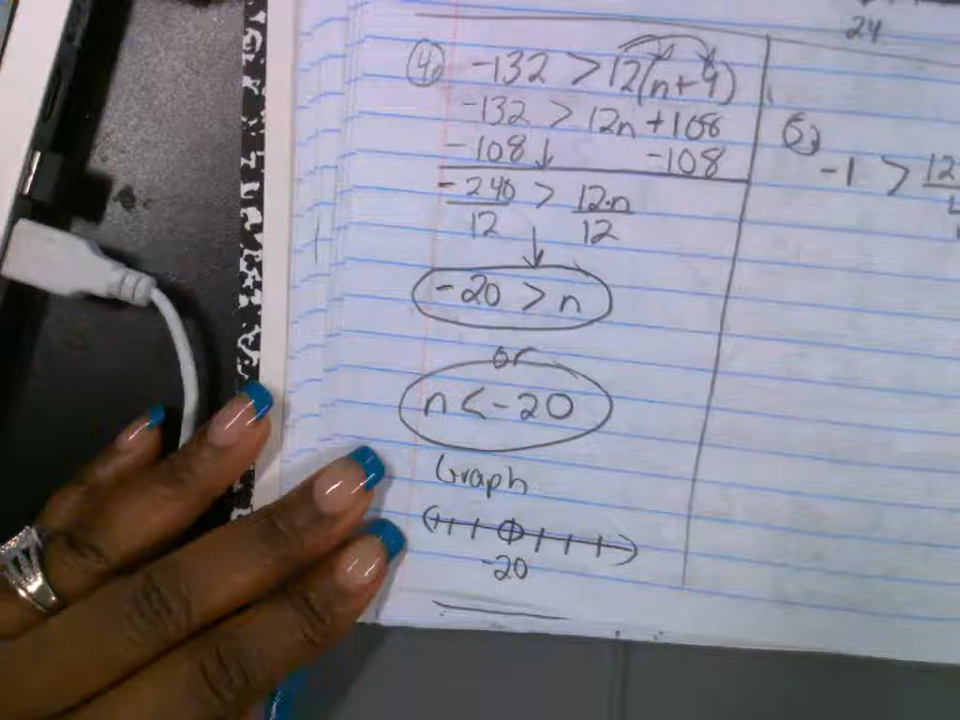 24
4.) -132 > 12(n+9)
-132 > 12n +108
-108 ↓ -108
-240 > 12·n
12 12
-20 > n
or
n < -20
Graph
-20
5.)
-1 > 12